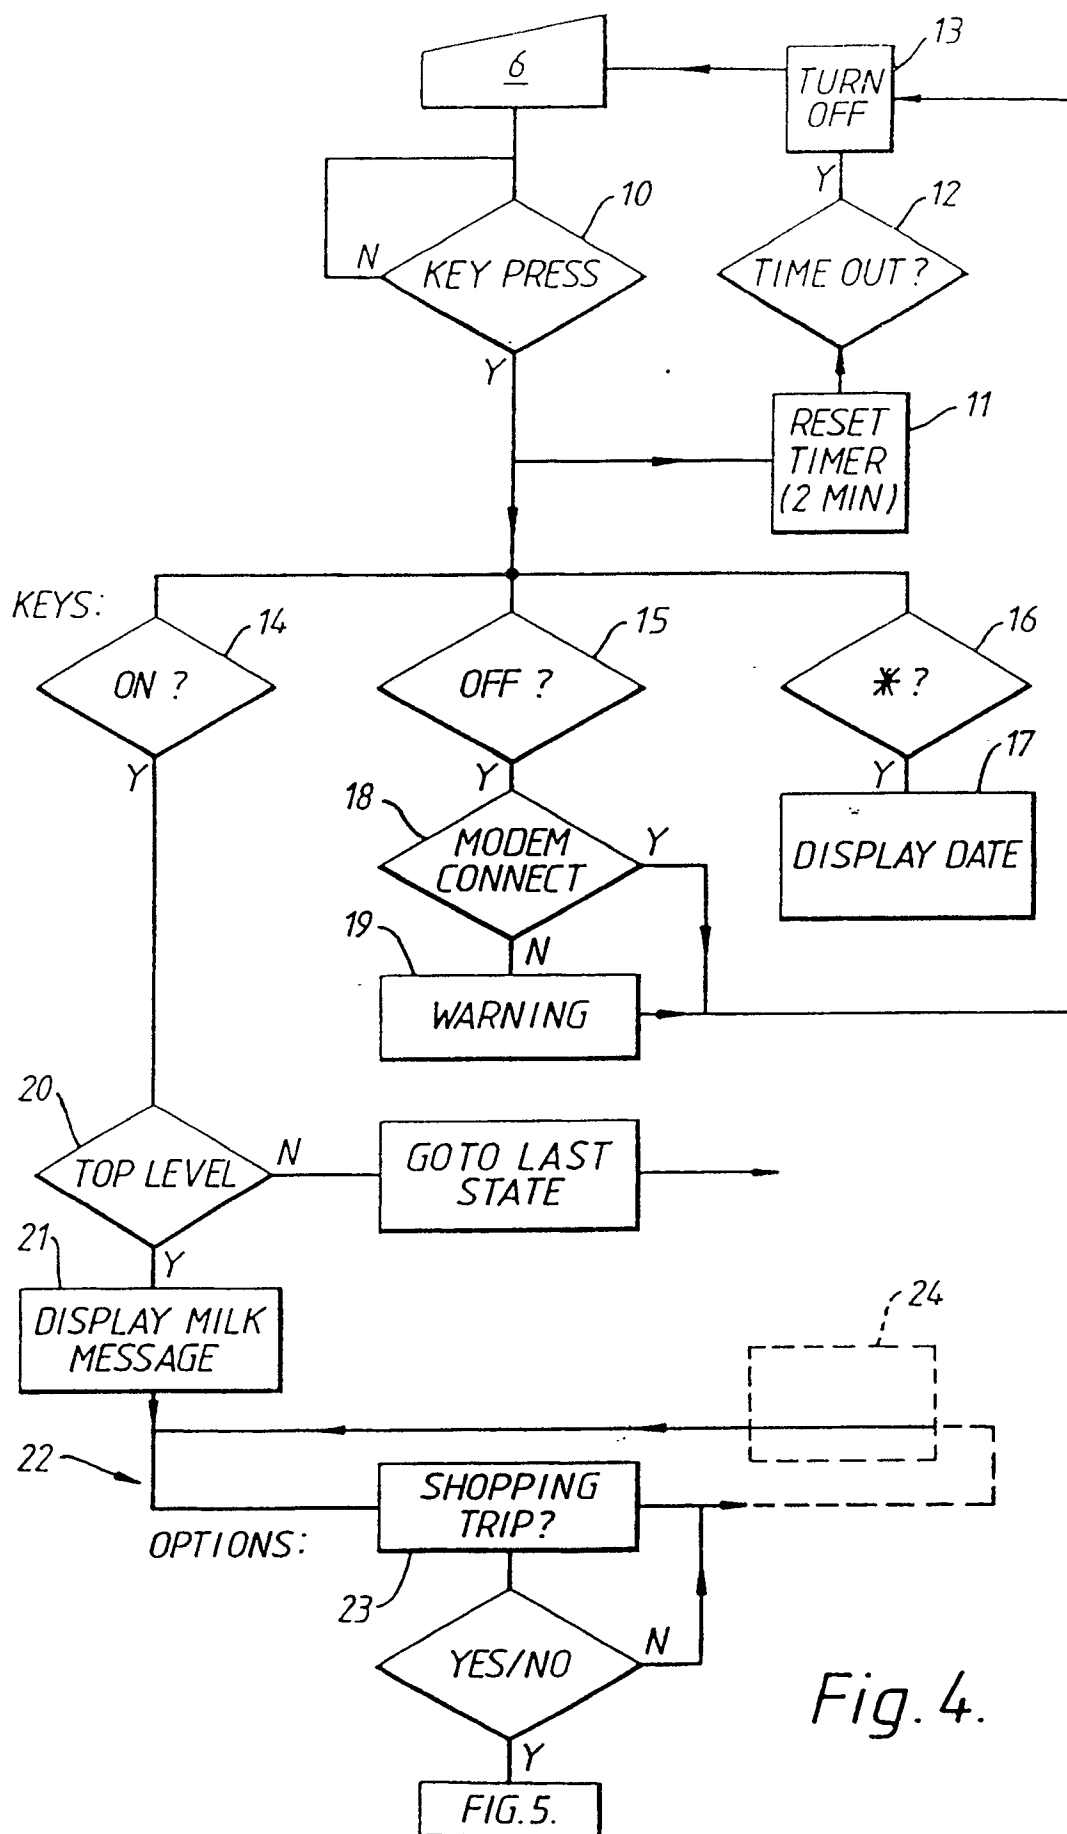 6
13
TURN
OFF
Y
10
12
N
KEY PRESS
TIME OUT?
Y
11
RESET
TIMER
(2 MIN)
KEYS:
14
15
16
ON ?
OFF ?
* ?
Y
Y
Y
17
18
MODEM
CONNECT
Y
DISPLAY DATE
19
N
WARNING
20
TOP LEVEL
N
GOTO LAST
STATE
21
Y
DISPLAY MILK
MESSAGE
24
22
SHOPPING
TRIP?
OPTIONS:
23
YES/NO
N
Y
FIG.5.
Fig. 4.